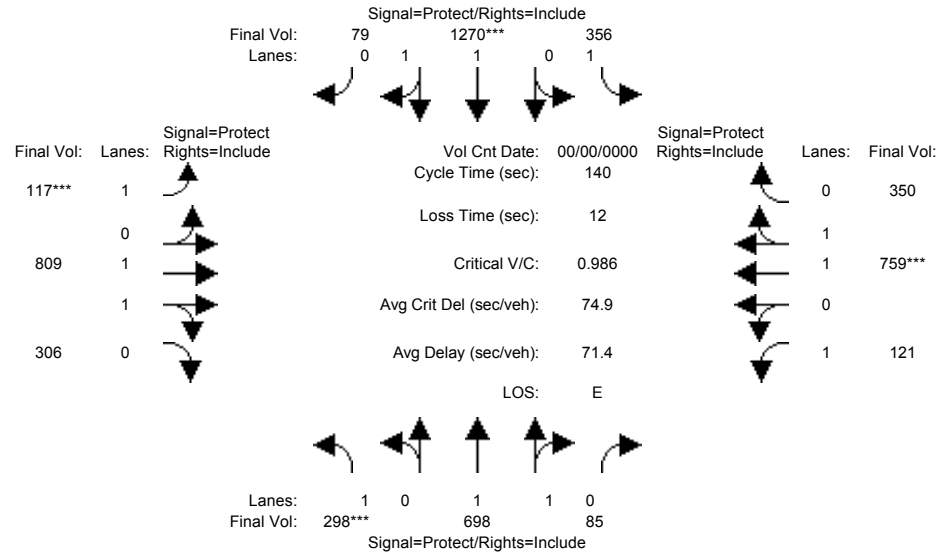 Signal=Protect/Rights=Include
Final Vol: 79 1270*** 356
Lanes: 0 1 1 0 1
Signal=Protect Signal=Protect
Final Vol: Lanes: Rights=Include Vol Cnt Date: 00/00/0000 Rights=Include Lanes: Final Vol:
Cycle Time (sec): 140
117*** 1 0 350
Loss Time (sec): 12
0 1
809 1 Critical V/C: 0.986 1 759***
1 Avg Crit Del (sec/veh): 74.9 0
306 0 Avg Delay (sec/veh): 71.4 1 121
LOS: E
Lanes: 1 0 1 1 0
Final Vol: 298*** 698 85
Signal=Protect/Rights=Include